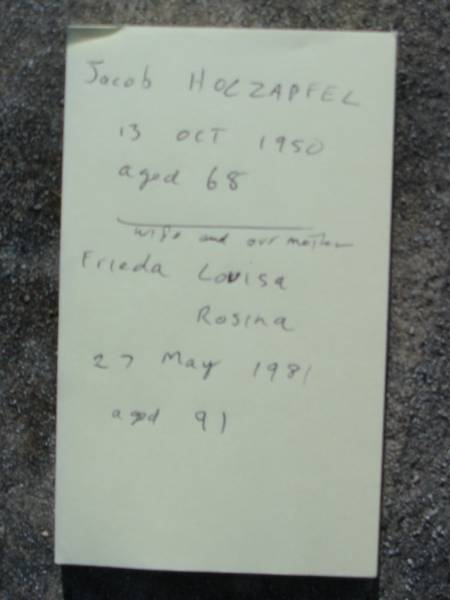 Jacob HOLZAPFEL
13 OCT 1950
aged 68
wife and our mother
Frieda Louisa
Rosina
27 May 1981
aged 91